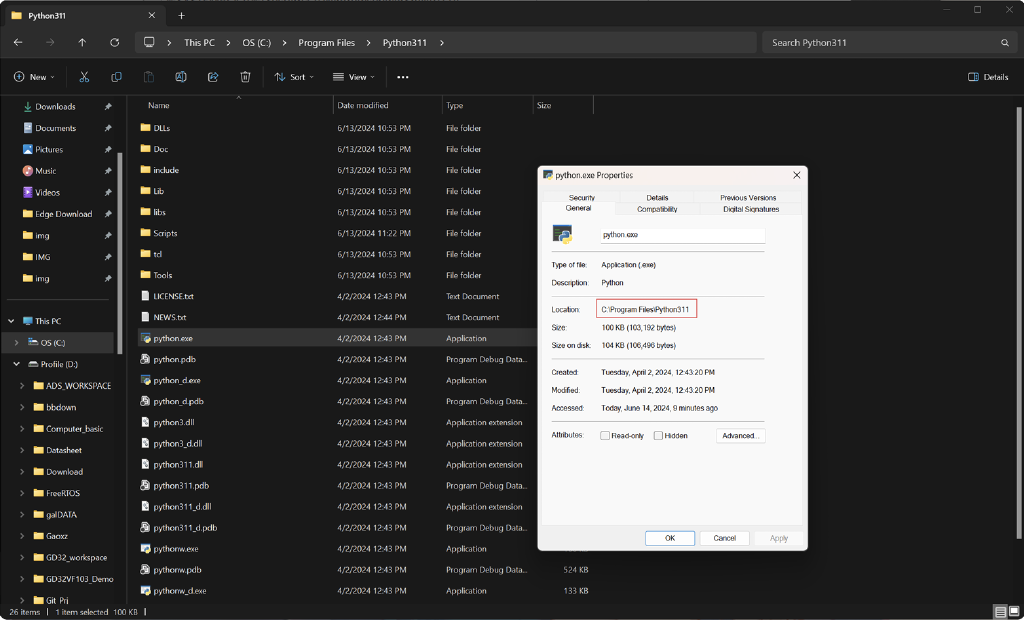 Python311
This PC > OS (C:) > Program Files > Python311 >
Search Python311
New Sort View ... Details
Downloads
Documents
Pictures
Music
Videos
Edge Download
img
IMG
img
This PC
OS (C:)
Profile (D:)
ADS_WORKSPACE
bbdown
Computer_basic
Datasheet
Download
FreeRTOS
galDATA
Gaoxz
GD32_workspace
GD32VF103_Demo
Git Prj
Name Date modified Type Size
DLLs 6/13/2024 10:53 PM File folder
Doc 6/13/2024 10:53 PM File folder
include 6/13/2024 10:53 PM File folder
Lib 6/13/2024 10:53 PM File folder
libs 6/13/2024 10:53 PM File folder
Scripts 6/13/2024 11:22 PM File folder
tcl 6/13/2024 10:53 PM File folder
Tools 6/13/2024 10:53 PM File folder
LICENSE.txt 4/2/2024 12:43 PM Text Document
NEWS.txt 4/2/2024 12:44 PM Text Document
python.exe 4/2/2024 12:43 PM Application
python.pdb 4/2/2024 12:43 PM Program Debug Data...
python_d.exe 4/2/2024 12:43 PM Application
python_d.pdb 4/2/2024 12:43 PM Program Debug Data...
python3.dll 4/2/2024 12:43 PM Application extension
python3_d.dll 4/2/2024 12:43 PM Application extension
python311.dll 4/2/2024 12:43 PM Application extension
python311.pdb 4/2/2024 12:43 PM Program Debug Data...
python311_d.dll 4/2/2024 12:43 PM Application extension
python311_d.pdb 4/2/2024 12:43 PM Program Debug Data...
pythonw.exe 4/2/2024 12:43 PM Application
pythonw.pdb 4/2/2024 12:43 PM Program Debug Data... 524 KB
pythonw_d.exe 4/2/2024 12:43 PM Application 133 KB
python.exe Properties
Security Details Previous Versions
General Compatibility Digital Signatures
python.exe
Type of file: Application (.exe)
Description: Python
Location: C:\Program Files\Python311
Size: 100 KB (103,192 bytes)
Size on disk: 104 KB (106,496 bytes)
Created: Tuesday, April 2, 2024, 12:43:20 PM
Modified: Tuesday, April 2, 2024, 12:43:20 PM
Accessed: Today, June 14, 2024, 9 minutes ago
Attributes: Read-only Hidden Advanced...
OK Cancel Apply
26 items 1 item selected 100 KB